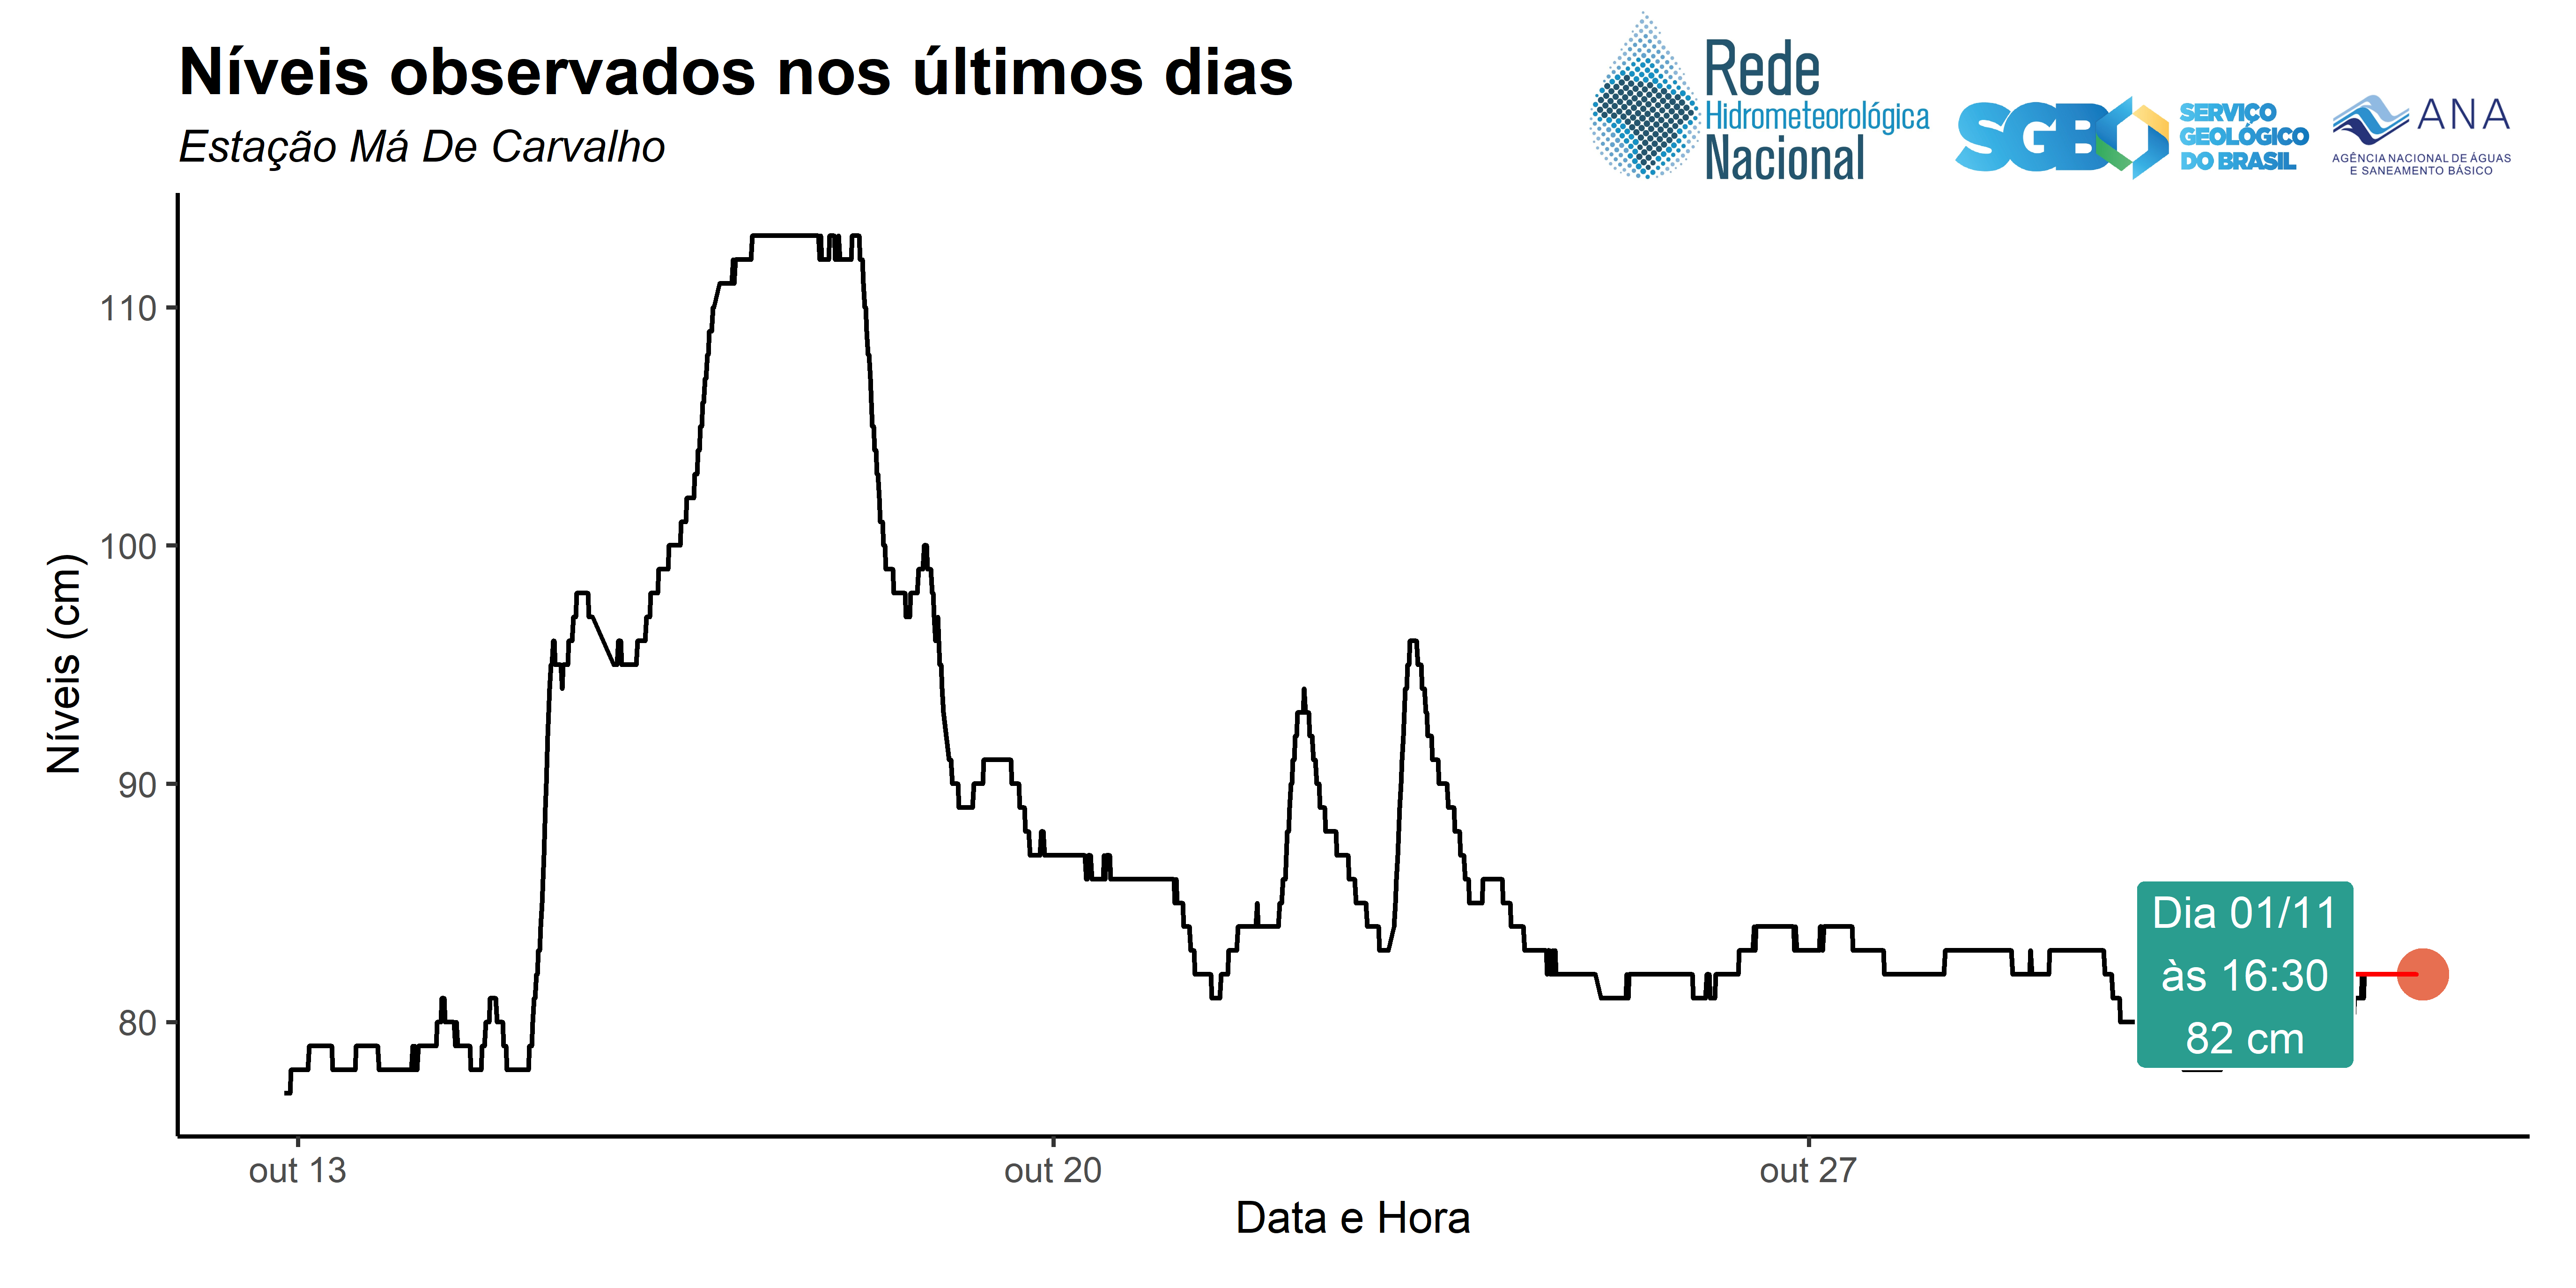 Níveis observados nos últimos dias
Estação Má De Carvalho
Rede
Hidrometeorológica
Nacional
SGB
SERVIÇO
GEOLÓGICO
DO BRASIL
ANA
AGÊNCIA NACIONAL DE ÁGUAS
E SANEAMENTO BÁSICO
Níveis (cm)
110
100
90
80
Dia 01/11
às 16:30
82 cm
out 13
out 20
out 27
Data e Hora